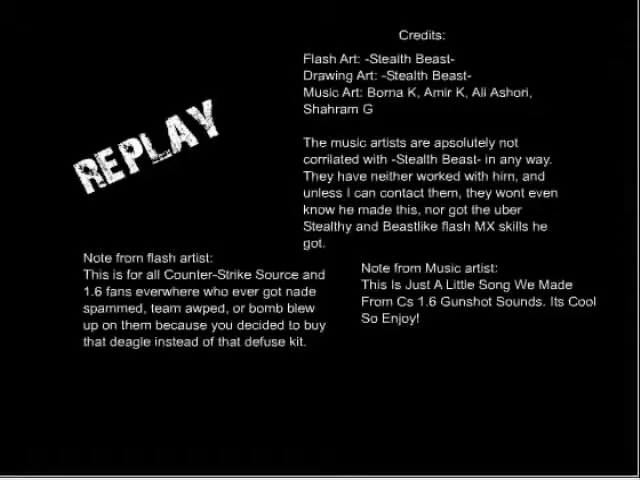 Credits:
Flash Art: -Stealth Beast-
Drawing Art: -Stealth Beast-
Music Art: Borna K, Amir K, Ali Ashori,
Shahram G
REPLAY
The music artists are apsolutely not
corrilated with -Stealth Beast- in any way.
They have neither worked with him, and
unless I can contact them, they wont even
know he made this, nor got the uber
Stealthy and Beastlike flash MX skills he
got.
Note from flash artist:
This is for all Counter-Strike Source and
1.6 fans everwhere who ever got nade
spammed, team awped, or bomb blew
up on them because you decided to buy
that deagle instead of that defuse kit.
Note from Music artist:
This Is Just A Little Song We Made
From Cs 1.6 Gunshot Sounds. Its Cool
So Enjoy!